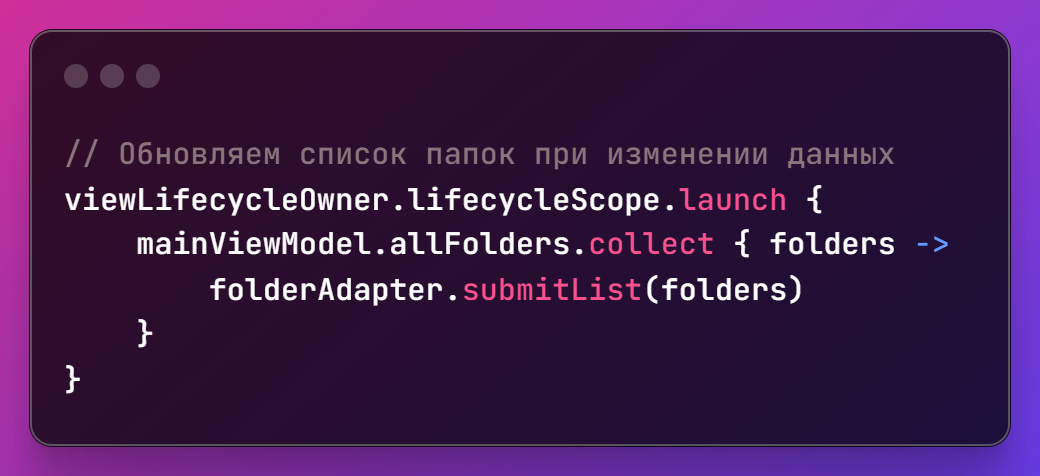 // Обновляем список папок при изменении данных
viewLifecycleOwner.lifecycleScope.launch {
    mainViewModel.allFolders.collect { folders ->
        folderAdapter.submitList(folders)
    }
}